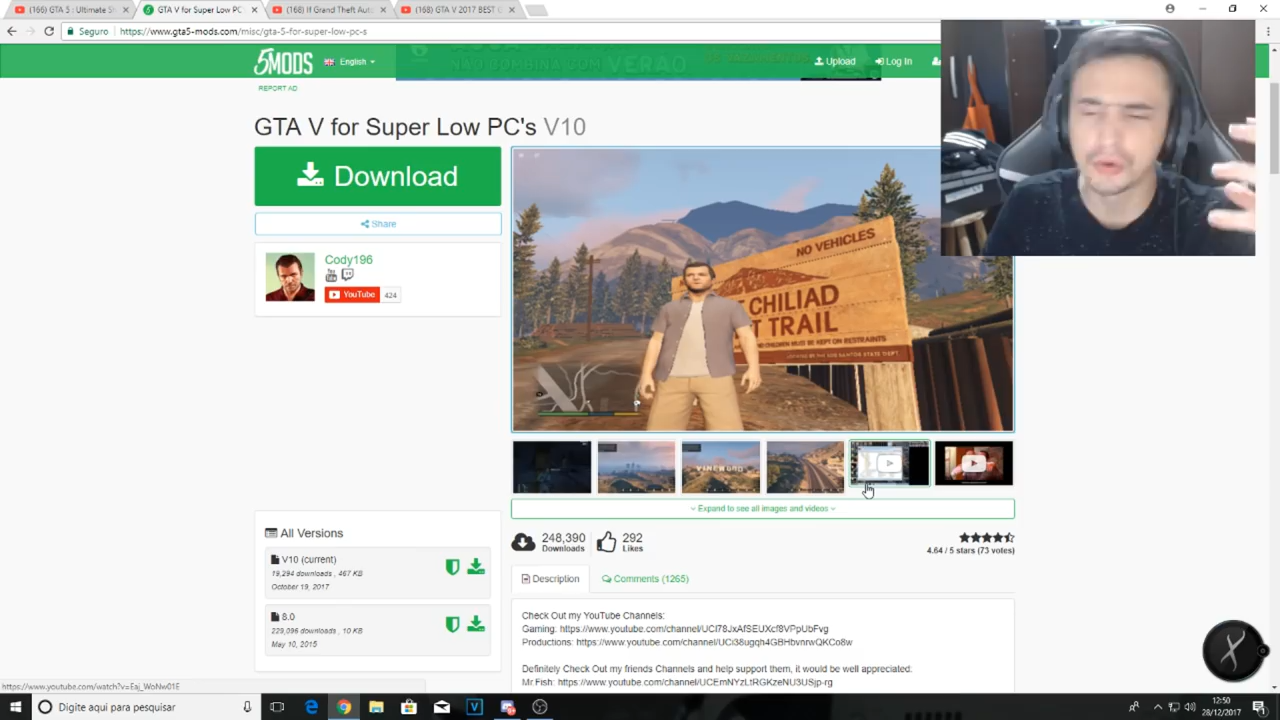 (166) GTA 5 : Ultimate S
GTA V for Super Low PC'
(168) If Grand Theft Aut
(168) GTA V 2017 BEST
Seguro
https://www.gta5-mods.com/misc/gta-5-for-super-low-pc-s
5MODS
English
NÃO BOMBINA COM VERÃO
Upload
Log In
REPORT AD
GTA V for Super Low PC's V10
Download
Share
Cody196
YouTube 424
NO VEHICLES
CHILIAD
T TRAIL
VINEWOOD
Expand to see all images and videos
248,390
Downloads
292
Likes
4.64 / 5 stars (73 votes)
All Versions
V10 (current)
19,294 downloads , 467 KB
October 19, 2017
8.0
229,096 downloads , 10 KB
May 10, 2015
Description
Comments (1265)
Check Out my YouTube Channels:
Gaming: https://www.youtube.com/channel/UCI78JxAfSEUXcf8VPpUbFvg
Productions: https://www.youtube.com/channel/UCi38ugqh4GBHbvnrwQKCo8w
Definitely Check Out my friends Channels and help support them, it would be well appreciated:
Mr.Fish: https://www.youtube.com/channel/UCEmNYzLtRGKzeNU3USjp-rg
https://www.youtube.com/watch?v=Eaj_WoNw01E
Digite aqui para pesquisar
12:50
28/12/2017